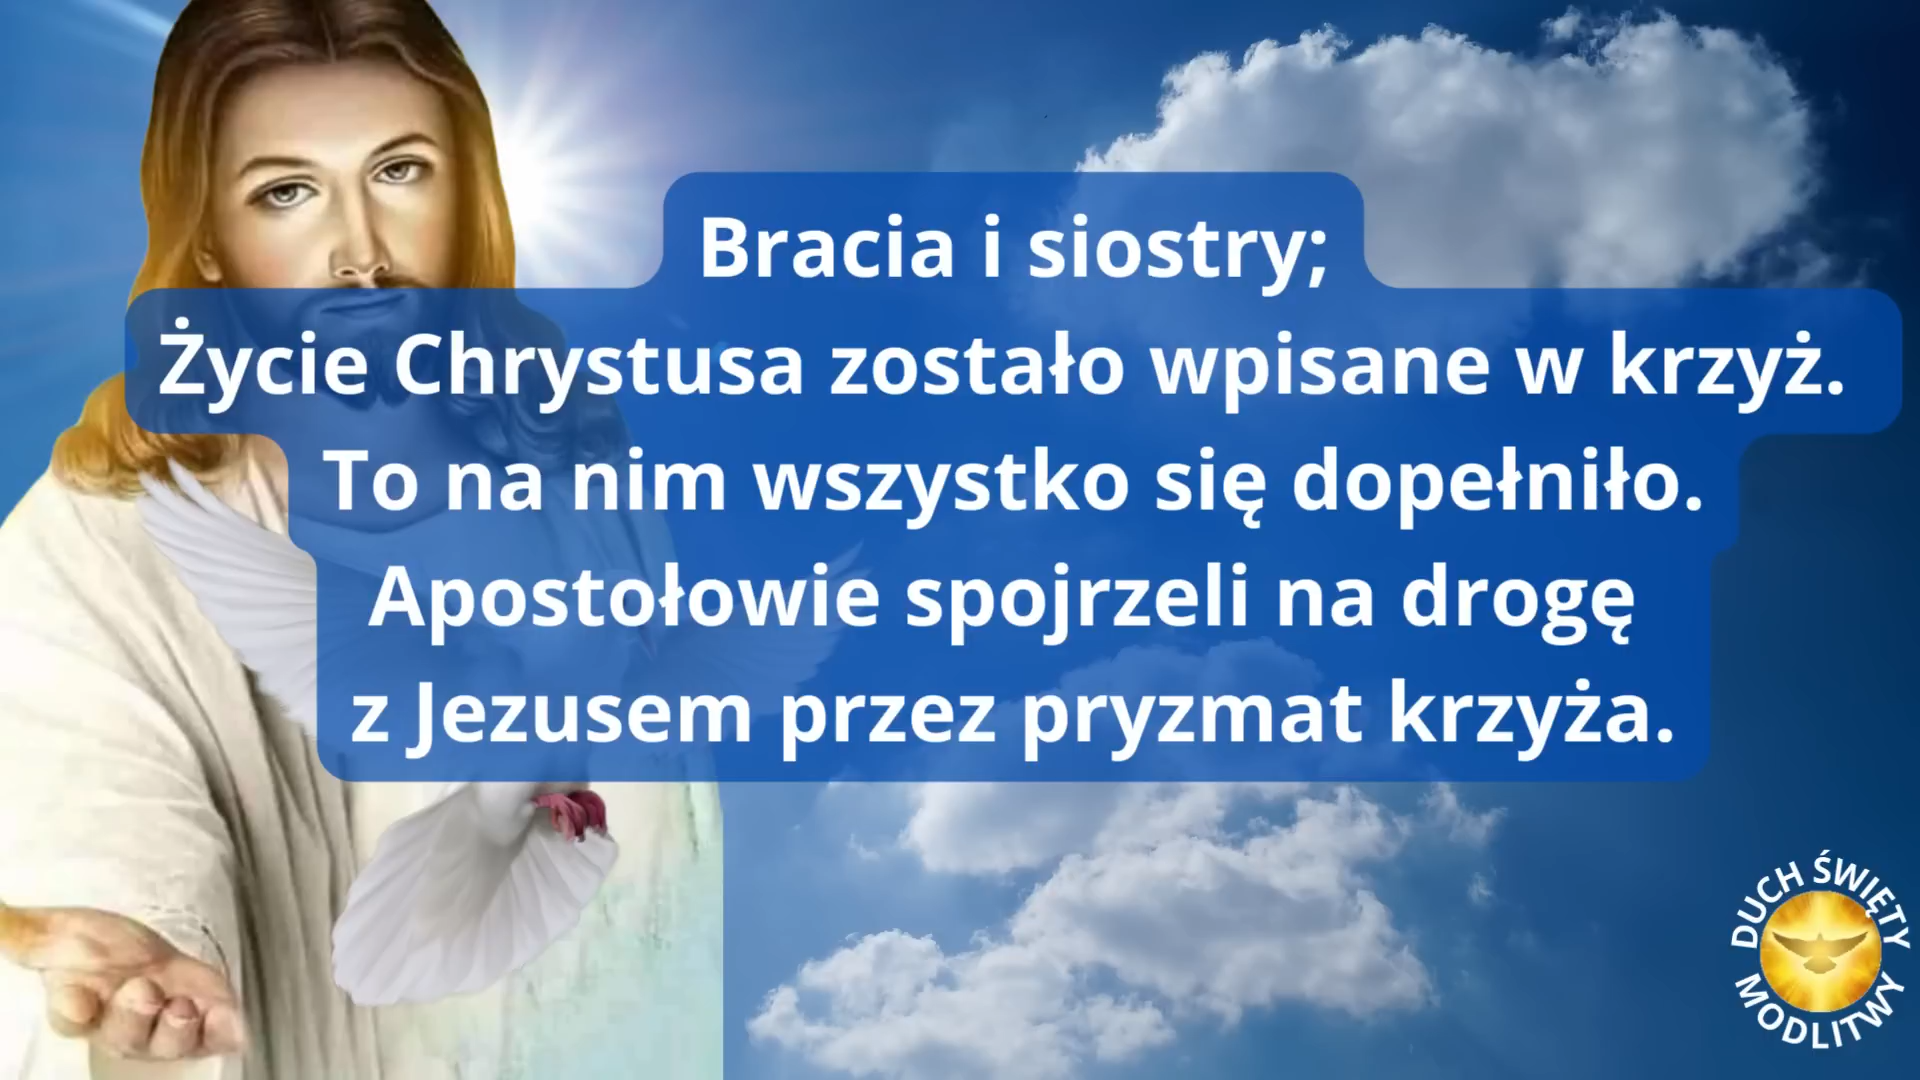 Bracia i siostry;
Życie Chrystusa zostało wpisane w krzyż.
To na nim wszystko się dopełniło.
Apostołowie spojrzeli na drogę
z Jezusem przez pryzmat krzyża.
DUCH ŚWIĘTY
MODLITWY